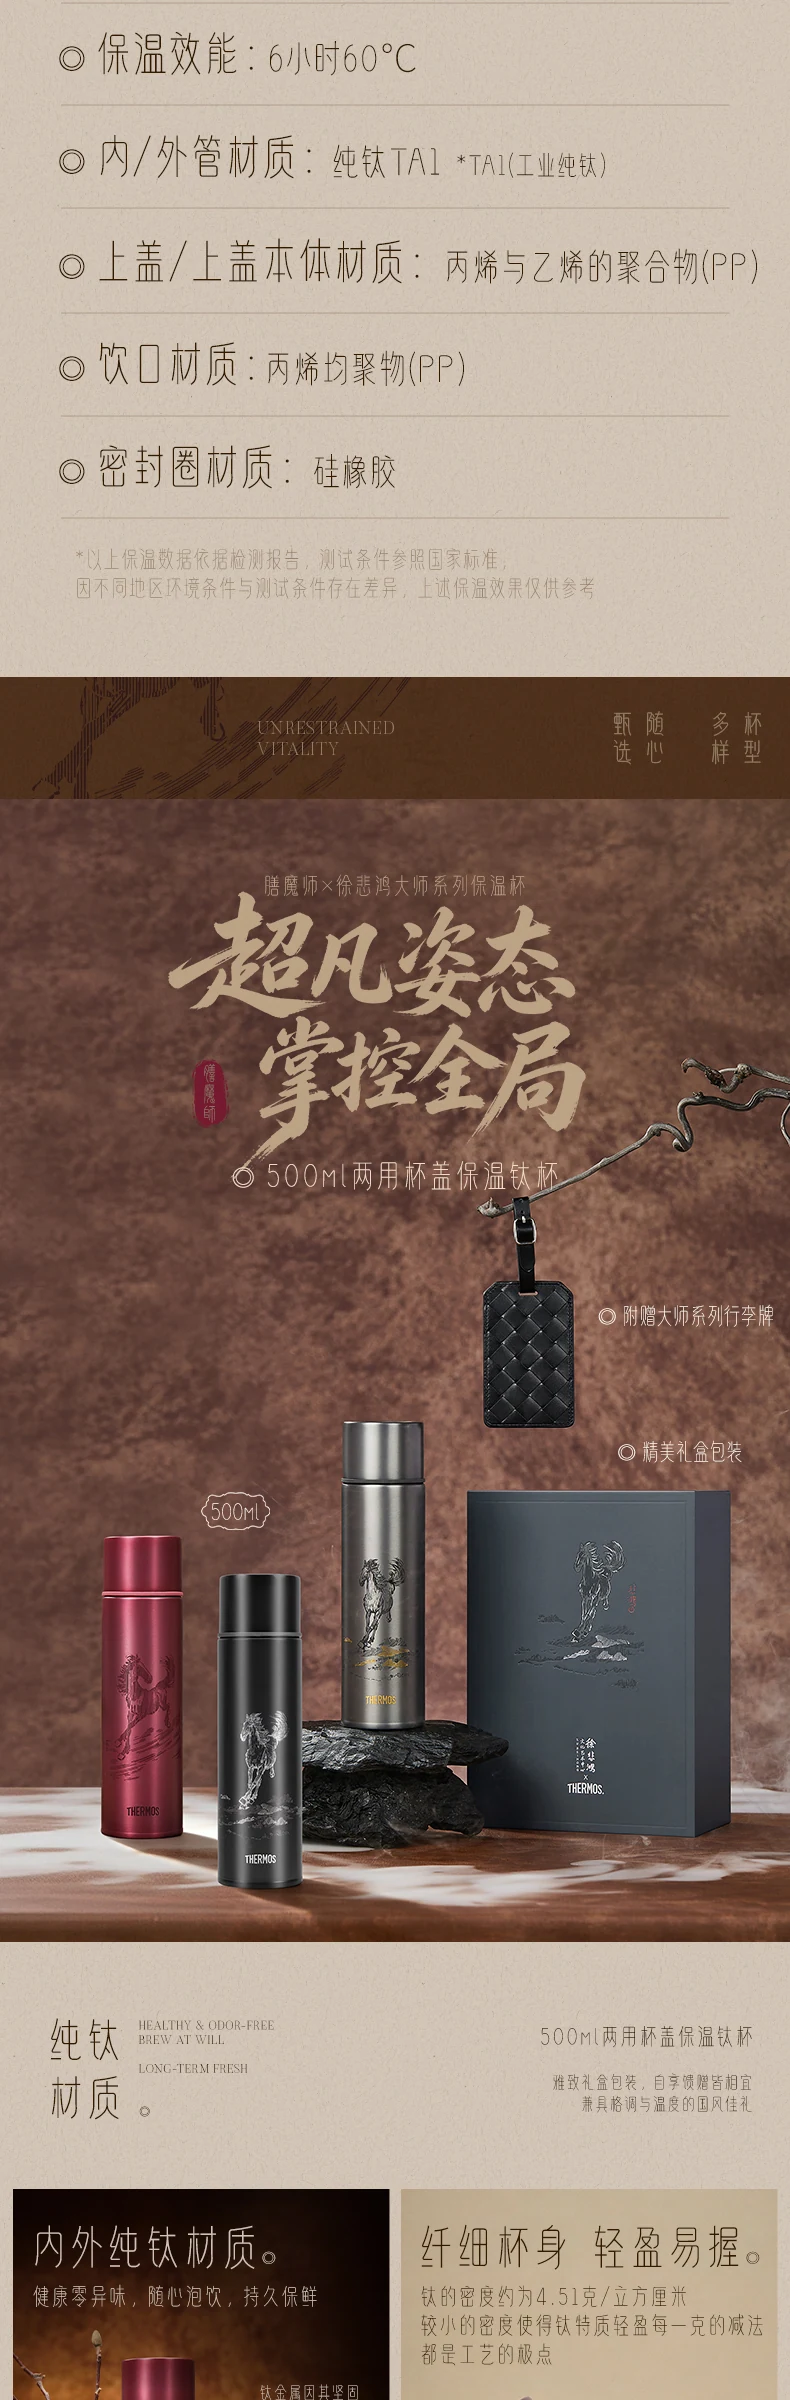 保温效能：6小时60℃
内/外管材质：纯钛TA1 *TA1(工业纯钛)
上盖/上盖本体材质：丙烯与乙烯的聚合物(PP)
饮口材质：丙烯均聚物(PP)
密封圈材质：硅橡胶
*以上保温数据依据检测报告，测试条件参照国家标准，
因不同地区环境条件与测试条件存在差异，上述保温效果仅供参考
UNRESTRAINED
VITALITY
甄选 随心 多样 杯型
膳魔师×徐悲鸿大师系列保温杯
超凡姿态
掌控全局
膳魔師
500ml两用杯盖保温钛杯
附赠大师系列行李牌
精美礼盒包装
500ml
THERMOS
THERMOS
THERMOS
徐悲鸿
×
THERMOS.
纯钛
材质
HEALTHY & ODOR-FREE
BREW AT WILL
LONG-TERM FRESH
500ml两用杯盖保温钛杯
雅致礼盒包装，自享馈赠皆相宜
兼具格调与温度的国风佳礼
内外纯钛材质。
健康零异味，随心泡饮，持久保鲜
钛金属因其坚固
纤细杯身 轻盈易握。
钛的密度约为4.51克/立方厘米
较小的密度使得钛特质轻盈每一克的减法
都是工艺的极点